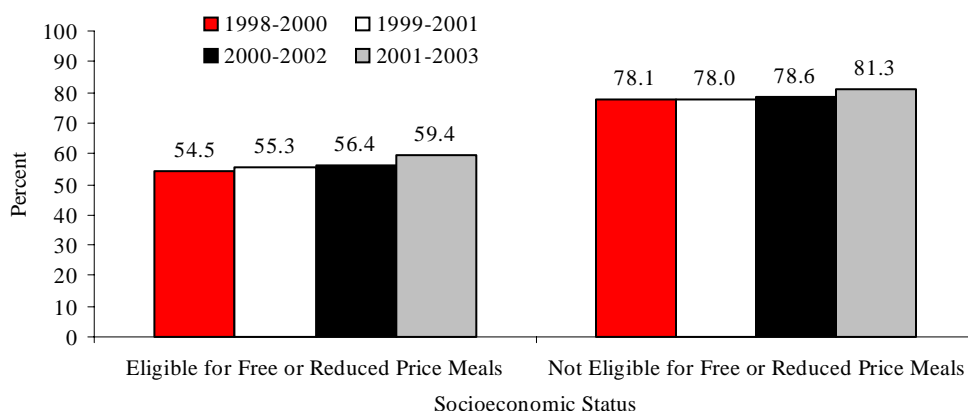 1998-2000 1999-2001
2000-2002 2001-2003
Percent
100
90
80
70
60
50
40
30
20
10
0
54.5 55.3 56.4 59.4
78.1 78.0 78.6 81.3
Eligible for Free or Reduced Price Meals Not Eligible for Free or Reduced Price Meals
Socioeconomic Status